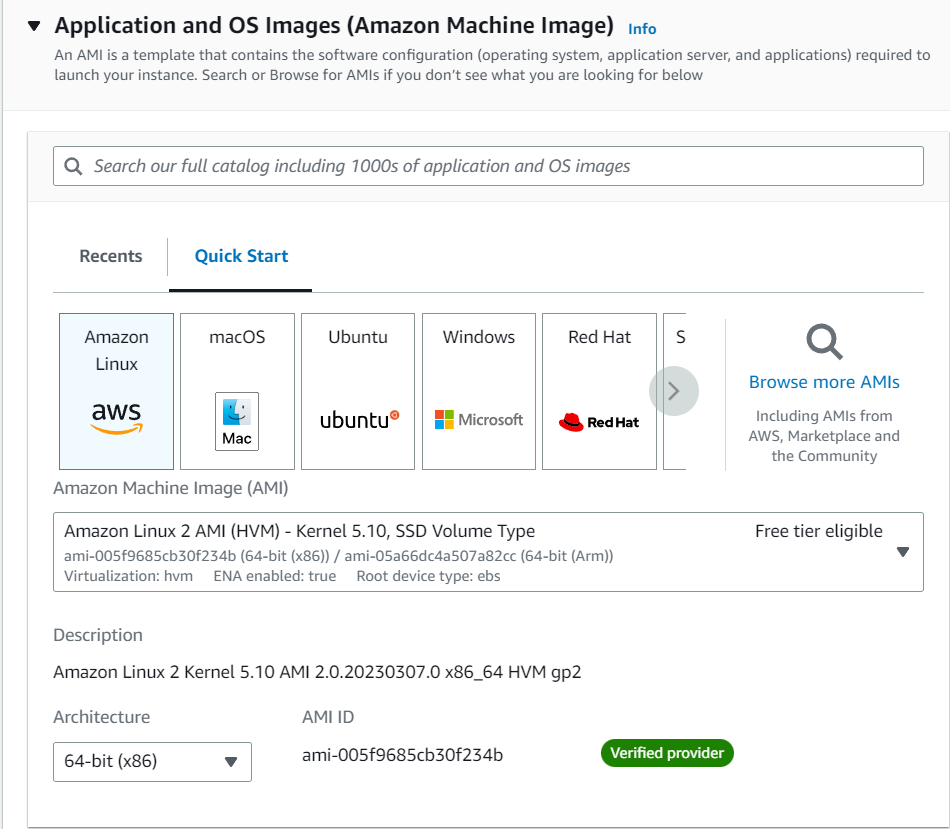 Application and OS Images (Amazon Machine Image) Info
An AMI is a template that contains the software configuration (operating system, application server, and applications) required to
launch your instance. Search or Browse for AMIs if you don’t see what you are looking for below
Search our full catalog including 1000s of application and OS images
Recents
Quick Start
Amazon
Linux
aws
macOS
Mac
Ubuntu
ubuntu
Windows
Microsoft
Red Hat
Red Hat
S
Browse more AMIs
Including AMIs from
AWS, Marketplace and
the Community
Amazon Machine Image (AMI)
Amazon Linux 2 AMI (HVM) - Kernel 5.10, SSD Volume Type Free tier eligible
ami-005f9685cb30f234b (64-bit (x86)) / ami-05a66dc4a507a82cc (64-bit (Arm))
Virtualization: hvm ENA enabled: true Root device type: ebs
Description
Amazon Linux 2 Kernel 5.10 AMI 2.0.20230307.0 x86_64 HVM gp2
Architecture AMI ID
64-bit (x86) ami-005f9685cb30f234b Verified provider